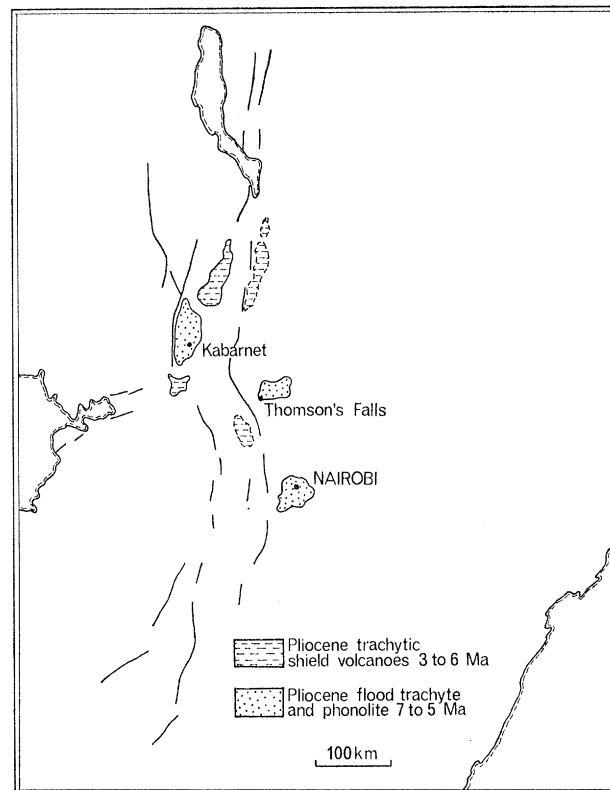 Kabarnet
Thomson's Falls
NAIROBI
Pliocene trachytic
shield volcanoes 3 to 6 Ma
Pliocene flood trachyte
and phonolite 7 to 5 Ma
100 km